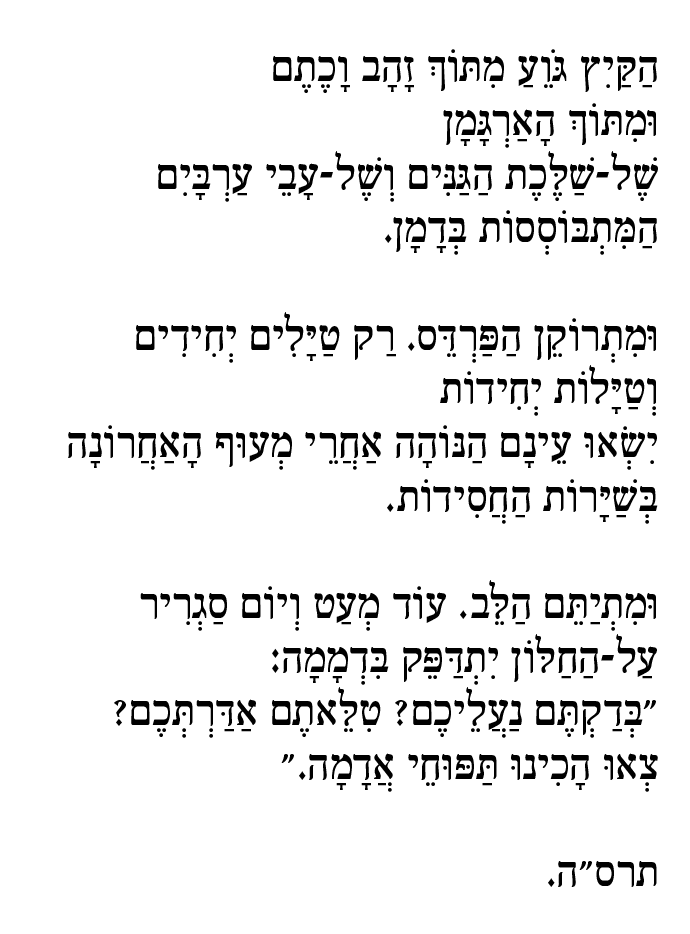 הַקַּיִץ גֹּוֵעַ מִתּוֹךְ זָהָב וָכֶתֶם
וּמִתּוֹךְ הָאַרְגָּמָן
שֶׁל-שַׁלֶּכֶת הַגַּנִּים וְשֶׁל-עָבֵי עַרְבָּיִם
הַמִּתְבּוֹסְסוֹת בְּדָמָן.

וּמִתְרוֹקֵן הַפַּרְדֵּס. רַק טַיָּלִים יְחִידִים
וְטַיָּלוֹת יְחִידוֹת
יִשְּׂאוּ עֵינָם הַנּוֹהָה אַחֲרֵי מְעוּף הָאַחֲרוֹנָה
בְּשַׁיָּרוֹת הַחֲסִידוֹת.

וּמִתְיַתֵּם הַלֵּב. עוֹד מְעַט וְיוֹם סַגְרִיר
עַל-הַחַלּוֹן יִתְדַּפֵּק בִּדְמָמָה:
"בְּדַקְתֶּם נַעֲלֵיכֶם? טִלֵּאתֶם אַדַּרְתְּכֶם?
צְאוּ הָכִינוּ תַּפּוּחֵי אֲדָמָה."

תרס"ה.